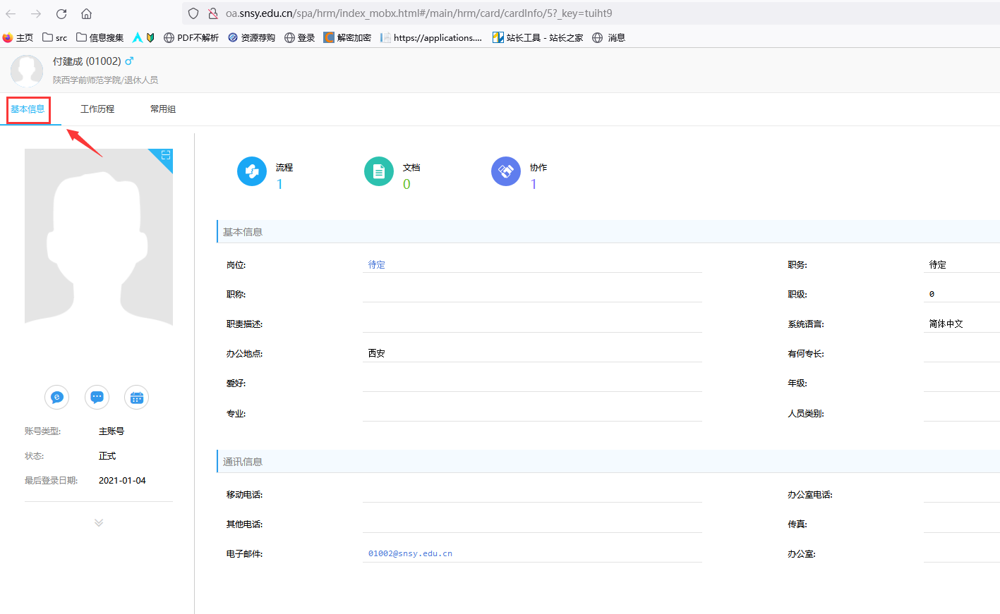 oa.snsy.edu.cn/spa/hrm/index_mobx.html#/main/hrm/card/cardInfo/5?_key=tuiht9
主页 src 信息搜集 PDF不解析 资源荐购 登录 解密加密 https://applications.... 站长工具 - 站长之家 消息
付建成 (01002)
陕西学前师范学院/退休人员
基本信息 工作历程 常用组
流程 文档 协作
1 0 1
基本信息
岗位: 待定 职务: 待定
职称: 职级: 0
职责描述: 系统语言: 简体中文
办公地点: 西安 有何专长:
爱好: 年级:
专业: 人员类别:
账号类型: 主账号
状态: 正式
最后登录日期: 2021-01-04
通讯信息
移动电话: 办公室电话:
其他电话: 传真:
电子邮件: 01002@snsy.edu.cn 办公室: